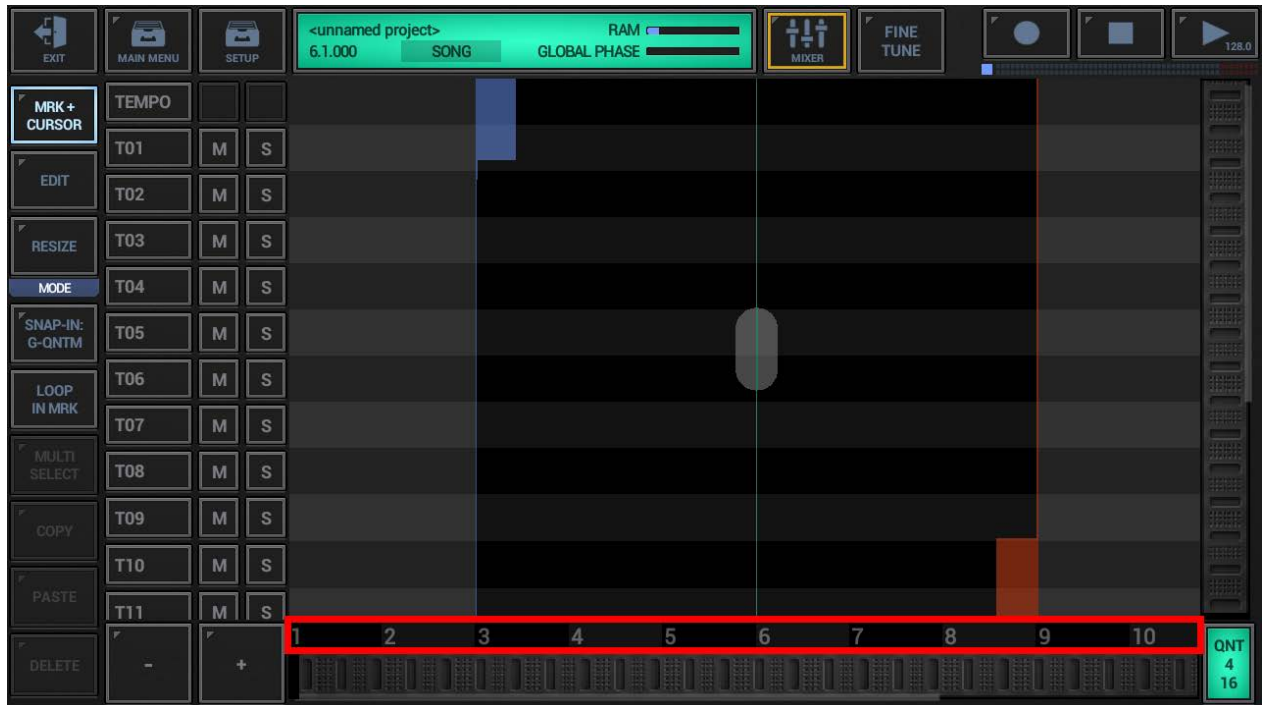 EXIT
MAIN MENU
SETUP
<unnamed project>
RAM
6.1.000
SONG
GLOBAL PHASE
MIXER
FINE
TUNE
128.0
MRK +
CURSOR
EDIT
RESIZE
MODE
SNAP-IN:
G-QNTM
LOOP
IN MRK
MULTI
SELECT
COPY
PASTE
DELETE
TEMPO
T01 M S
T02 M S
T03 M S
T04 M S
T05 M S
T06 M S
T07 M S
T08 M S
T09 M S
T10 M S
T11 M S
- +
1 2 3 4 5 6 7 8 9 10
QNT
4
16